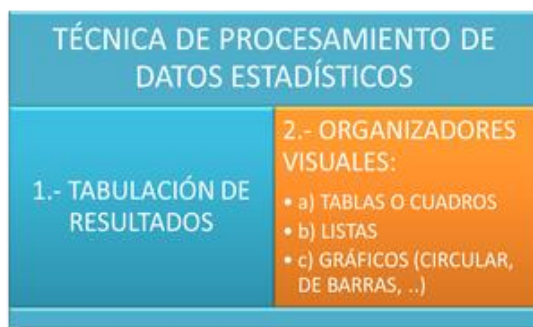 TÉCNICA DE PROCESAMIENTO DE
DATOS ESTADÍSTICOS
1.- TABULACIÓN DE
RESULTADOS
2.- ORGANIZADORES
VISUALES:
• a) TABLAS O CUADROS
• b) LISTAS
• c) GRÁFICOS (CIRCULAR,
DE BARRAS, ..)